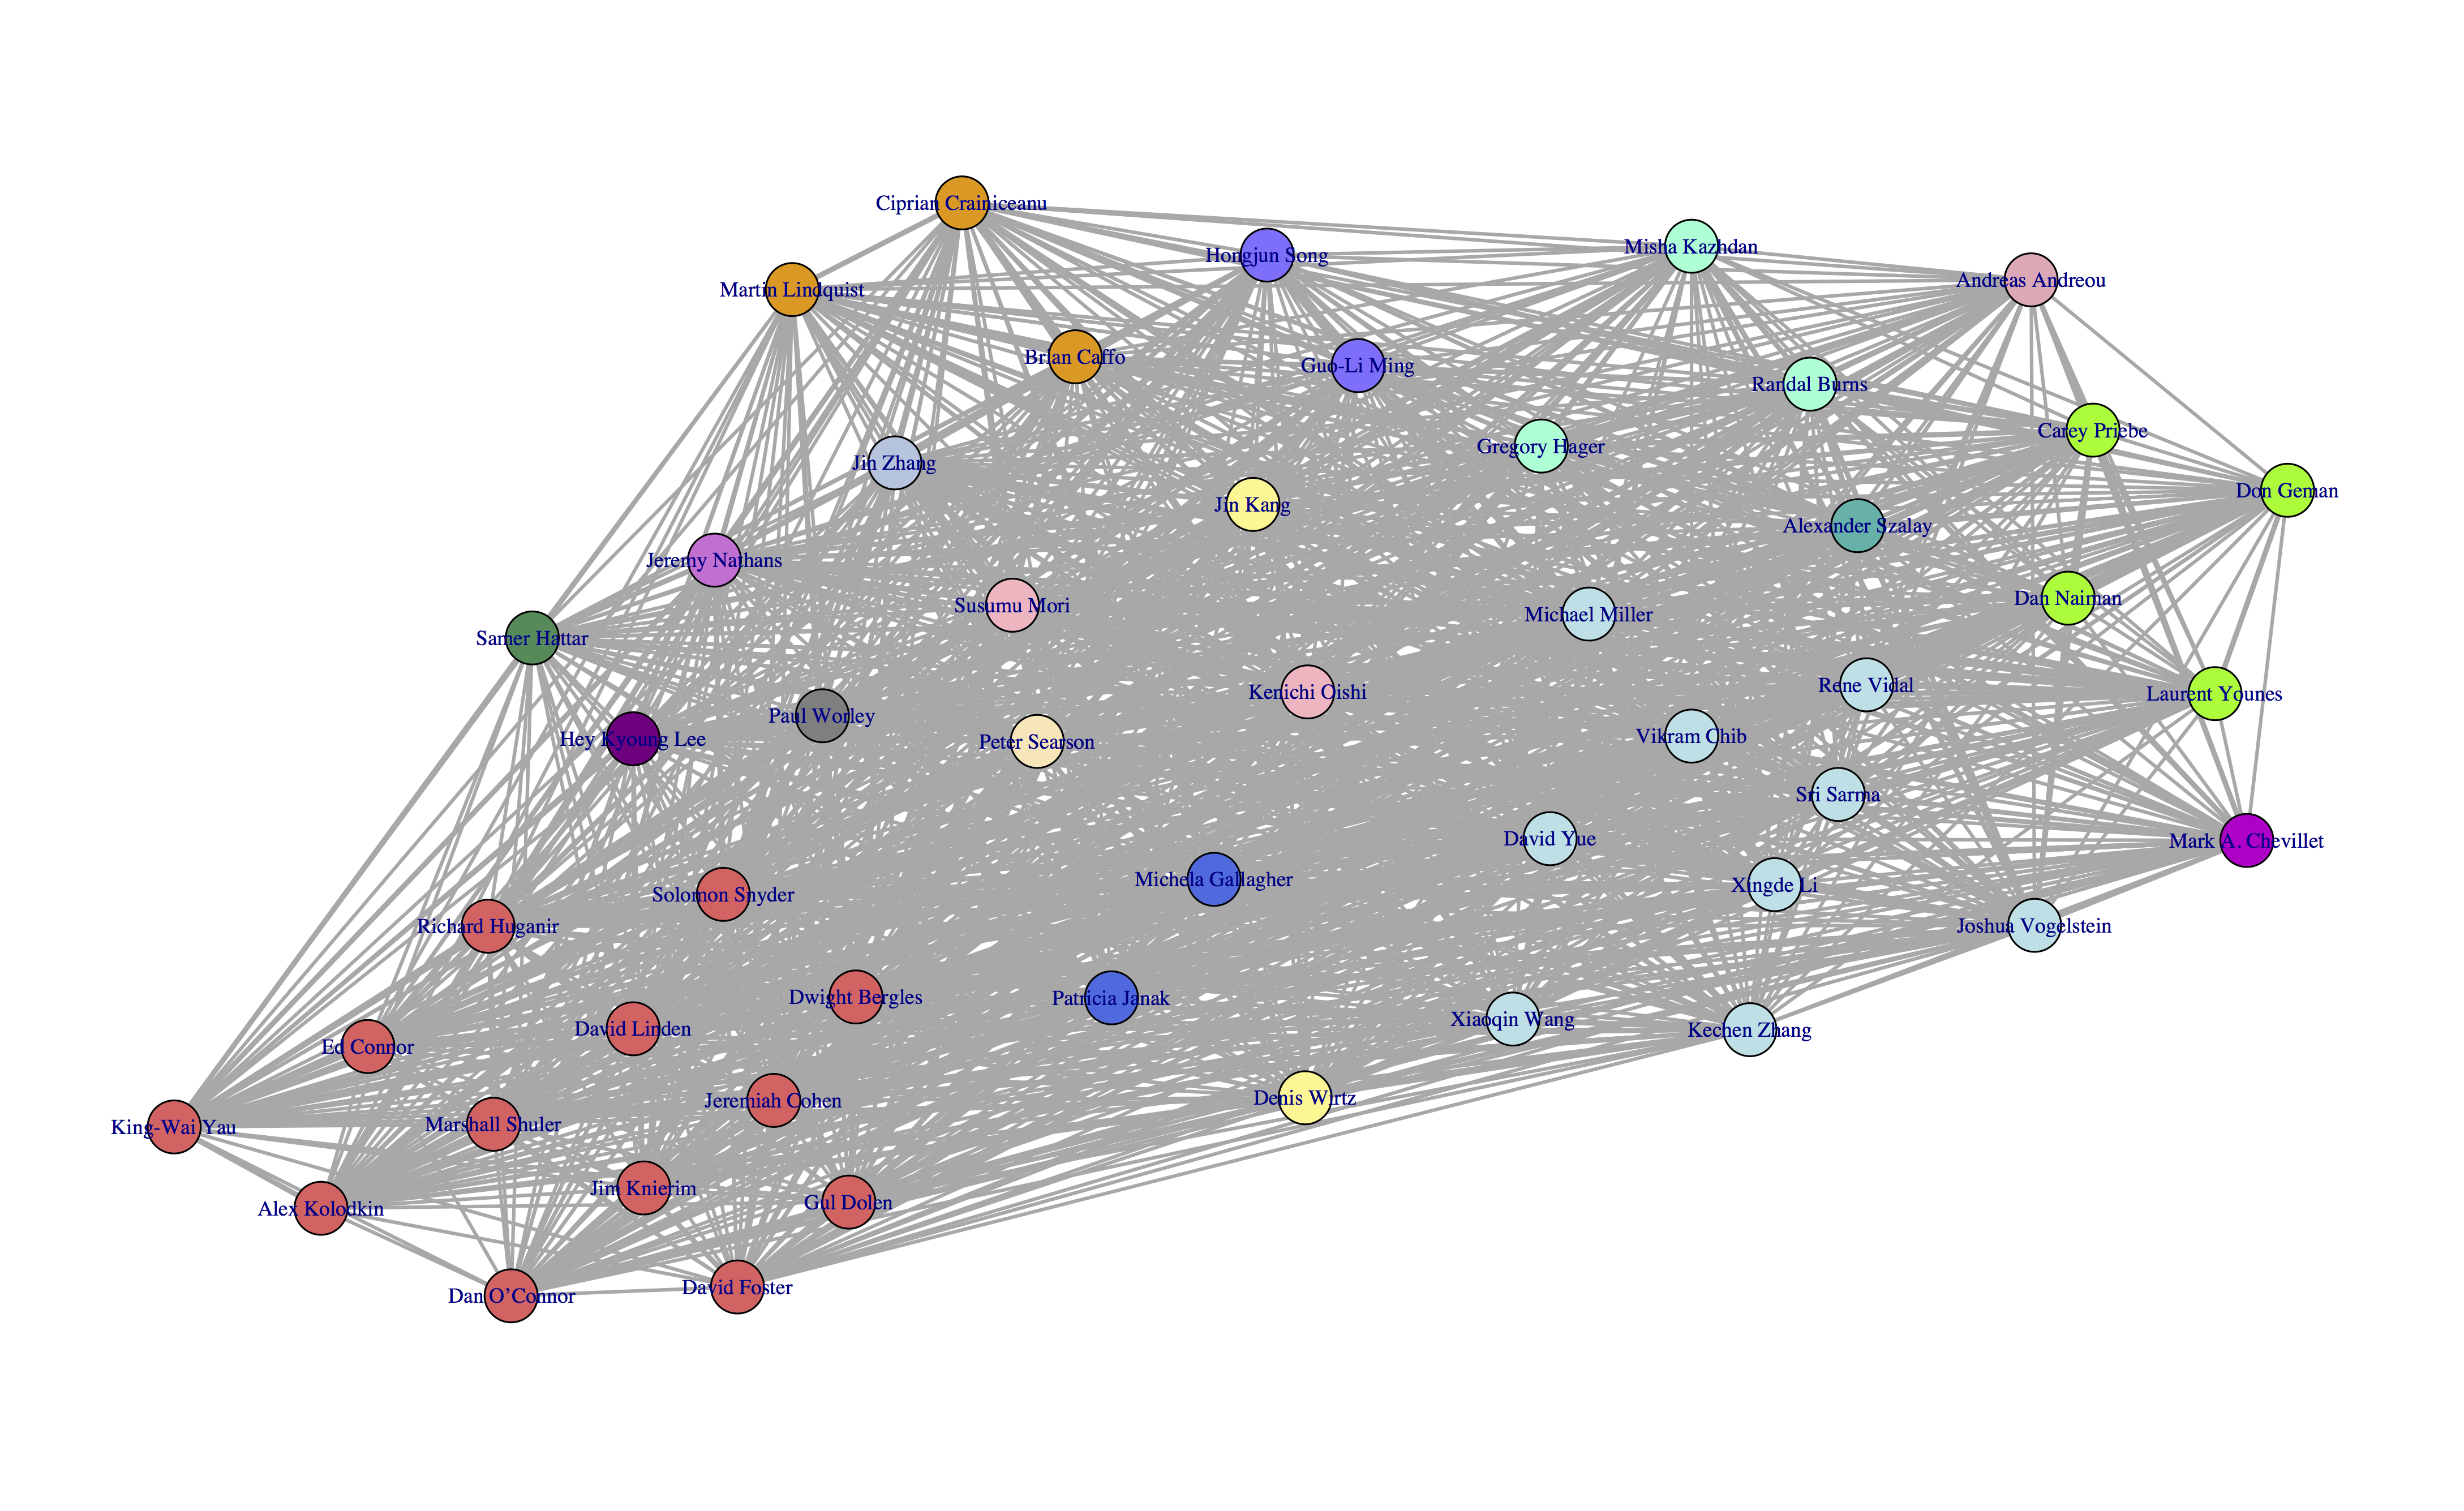 Ciprian Crainiceanu
Misha Kazhdan
Hongjun Song
Andreas Andreou
Martin Lindquist
Brian Caffo
Guo-Li Ming
Randal Burns
Carey Priebe
Gregory Hager
Jin Zhang
Don Geman
Jin Kang
Alexander Szalay
Jeremy Nathans
Dan Naiman
Susumu Mori
Michael Miller
Samer Hattar
Rene Vidal
Kenichi Oishi
Laurent Younes
Paul Worley
Vikram Chib
Hey Kyoung Lee
Peter Searson
Sri Sarma
David Yue
Mark A. Chevillet
Michela Gallagher
Xingde Li
Solomon Snyder
Joshua Vogelstein
Richard Huganir
Dwight Bergles
Patricia Janak
Xiaoqin Wang
David Linden
Kechen Zhang
Ed Connor
Denis Wirtz
Jeremiah Cohen
Marshall Shuler
King-Wai Yau
Jim Knierim
Gul Dolen
Alex Kolodkin
David Foster
Dan O’Connor